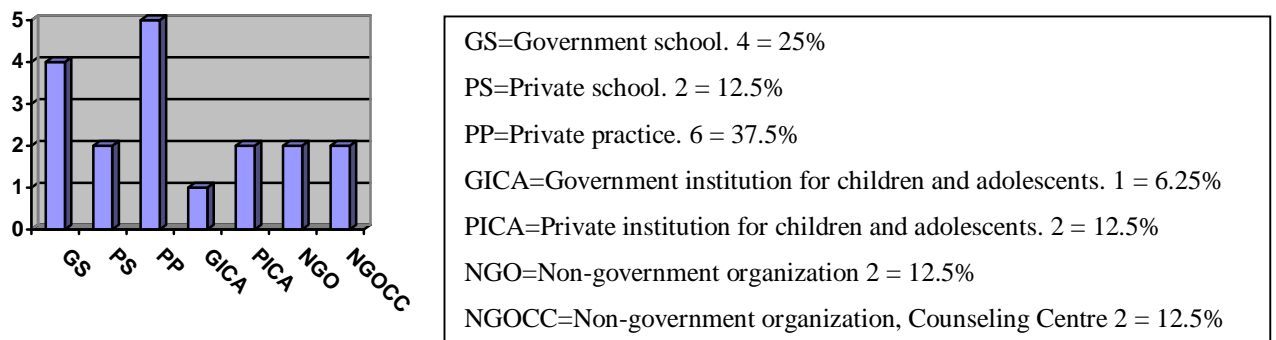 5
4
3
2
1
0
GS
PS
PP
GICA
PICA
NGO
NGOCC
GS=Government school. 4 = 25%
PS=Private school. 2 = 12.5%
PP=Private practice. 6 = 37.5%
GICA=Government institution for children and adolescents. 1 = 6.25%
PICA=Private institution for children and adolescents. 2 = 12.5%
NGO=Non-government organization 2 = 12.5%
NGOCC=Non-government organization, Counseling Centre 2 = 12.5%